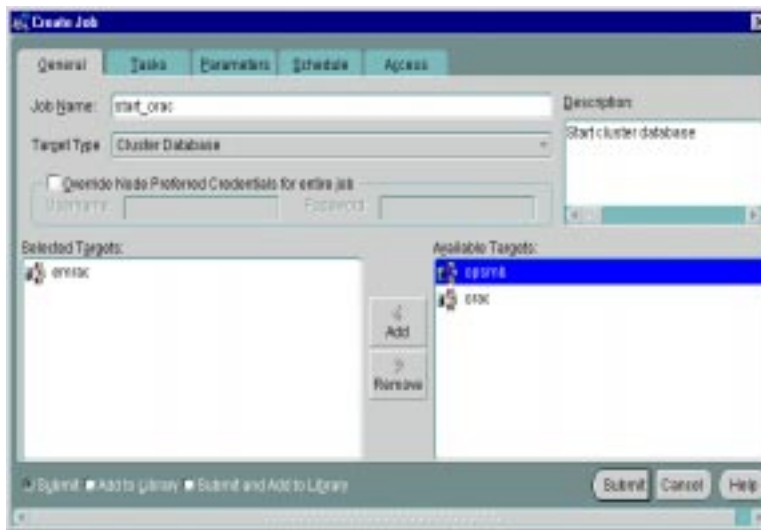 Create Job
General Tasks Parameters Schedule Access
Job Name: start_orac
Description:
Start cluster database
Target Type Cluster Database
Override Node Preferred Credentials for entire job
Username: Password:
Selected Targets:
emrac
Available Targets:
opsmb
orac
Add
Remove
Submit Add to Library Submit and Add to Library
Submit Cancel Help